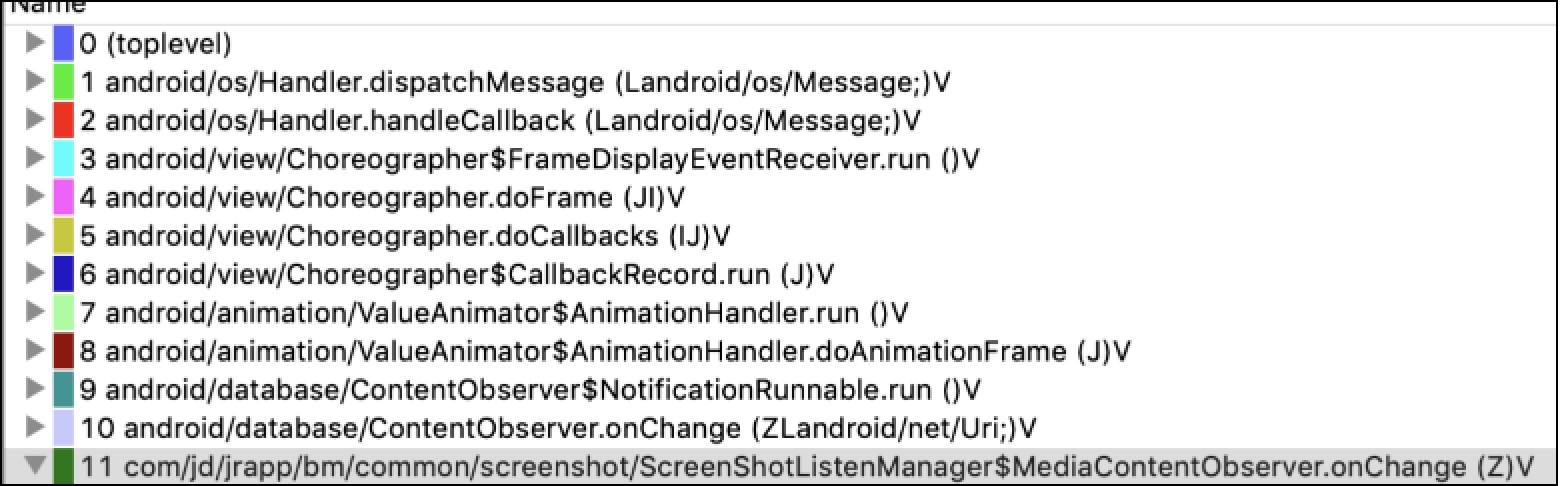 Name
0 (toplevel)
1 android/os/Handler.dispatchMessage (Landroid/os/Message;)V
2 android/os/Handler.handleCallback (Landroid/os/Message;)V
3 android/view/Choreographer$FrameDisplayEventReceiver.run ()V
4 android/view/Choreographer.doFrame (JI)V
5 android/view/Choreographer.doCallbacks (IJ)V
6 android/view/Choreographer$CallbackRecord.run (J)V
7 android/animation/ValueAnimator$AnimationHandler.run ()V
8 android/animation/ValueAnimator$AnimationHandler.doAnimationFrame (J)V
9 android/database/ContentObserver$NotificationRunnable.run ()V
10 android/database/ContentObserver.onChange (ZLandroid/net/Uri;)V
11 com/jd/jrapp/bm/common/screenshot/ScreenShotListenManager$MediaContentObserver.onChange (Z)V